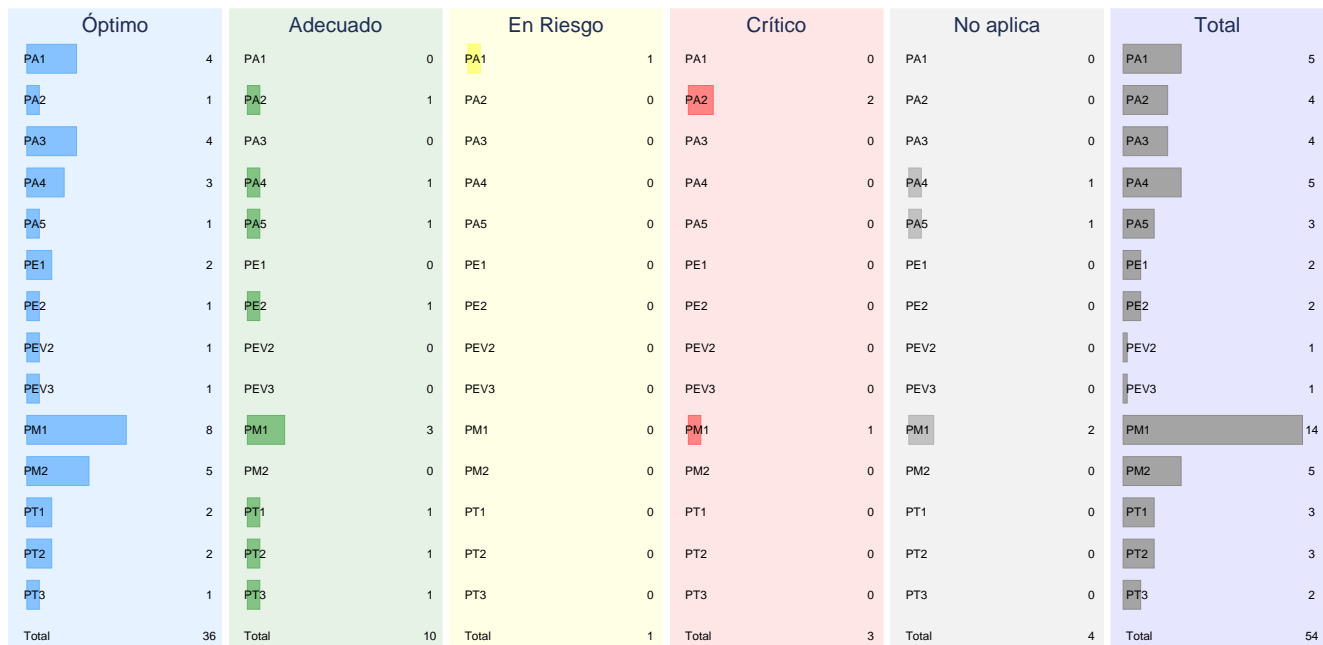 Óptimo Adecuado En Riesgo Crítico No aplica Total
PA1 4 PA1 0 PA1 1 PA1 0 PA1 0 PA1 5
PA2 1 PA2 1 PA2 0 PA2 2 PA2 0 PA2 4
PA3 4 PA3 0 PA3 0 PA3 0 PA3 0 PA3 4
PA4 3 PA4 1 PA4 0 PA4 0 PA4 1 PA4 5
PA5 1 PA5 1 PA5 0 PA5 0 PA5 1 PA5 3
PE1 2 PE1 0 PE1 0 PE1 0 PE1 0 PE1 2
PE2 1 PE2 1 PE2 0 PE2 0 PE2 0 PE2 2
PEV2 1 PEV2 0 PEV2 0 PEV2 0 PEV2 0 PEV2 1
PEV3 1 PEV3 0 PEV3 0 PEV3 0 PEV3 0 PEV3 1
PM1 8 PM1 3 PM1 0 PM1 1 PM1 2 PM1 14
PM2 5 PM2 0 PM2 0 PM2 0 PM2 0 PM2 5
PT1 2 PT1 1 PT1 0 PT1 0 PT1 0 PT1 3
PT2 2 PT2 1 PT2 0 PT2 0 PT2 0 PT2 3
PT3 1 PT3 1 PT3 0 PT3 0 PT3 0 PT3 2
Total 36 Total 10 Total 1 Total 3 Total 4 Total 54